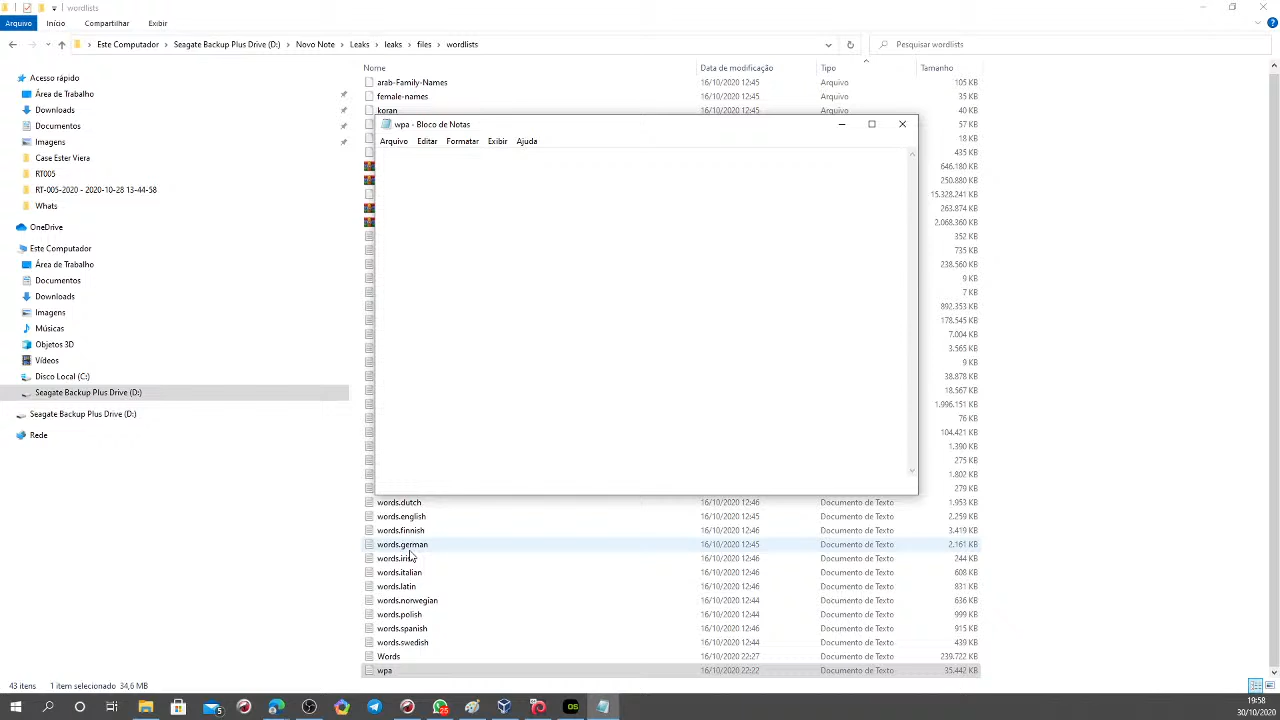 wordlists
Arquivo Início Compartilhar Exibir
Este Computador Seagate Backup Plus Drive (D:) Novo Note Leaks leaks files wordlists
Pesquisar wordlists
Nome Data de modificação Tipo Tamanho
Acesso rápido
Área de Trabalho
Downloads
Documentos
Imagens
Case Ester Viera
RT005
RT-005-2020 - 2020-10-28 13-44-58
Whats
OneDrive
Este Computador
Área de Trabalho
Documentos
Downloads
Imagens
Músicas
Objetos 3D
Vídeos
Disco Local (C:)
Seagate Backup Plus Drive (D:)
Seagate Backup Plus Drive (D:)
Rede
arab-Family-Names 16/10/2020 12:45 Arquivo 105 KB
female-names 16/10/2020 12:45 Arquivo 35 KB
koran 16/10/2020 12:45 Arquivo 40 KB
wpa - Bloco de Notas
Arquivo Editar Formatar Exibir Ajuda
57 KB
18 KB
435 KB
646.180 KB
250.880 KB
15.328.241 KB
263.874 KB
2.068.360 KB
352 KB
735 KB
238.560 KB
9 KB
7 KB
892.353 KB
178.545 KB
7.004 KB
3.565 KB
9 KB
38.878 KB
18.567 KB
1.996.151 KB
76 KB
104.421 KB
1.390 KB
275 KB
1.802 KB
279 KB
words.dutch 16/10/2020 12:46 Documento de Texto 1.953 KB
words.english 16/10/2020 12:46 Documento de Texto 2.259 KB
words.finnish 16/10/2020 12:46 Documento de Texto 3.419 KB
words.german 16/10/2020 12:45 Documento de Texto 2.161 KB
16/10/2020 12:46 Documento de Texto 244 KB
words.italian 16/10/2020 12:46 Documento de Texto 608 KB
words.latin 16/10/2020 12:46 Documento de Texto 831 KB
words.norwegian 16/10/2020 12:44 Documento de Texto 636 KB
words.polish 16/10/2020 12:44 Documento de Texto 999 KB
words.spanish 16/10/2020 12:46 Documento de Texto 915 KB
words.swedish 16/10/2020 12:44 Documento de Texto 439 KB
Words 16/10/2020 22:27 Documento de Texto 239.722 KB
wpa 16/10/2020 22:22 Documento de Texto 35.442 KB
43 itens 1 item selecionado 34,6 MB
19:58
30/10/2020